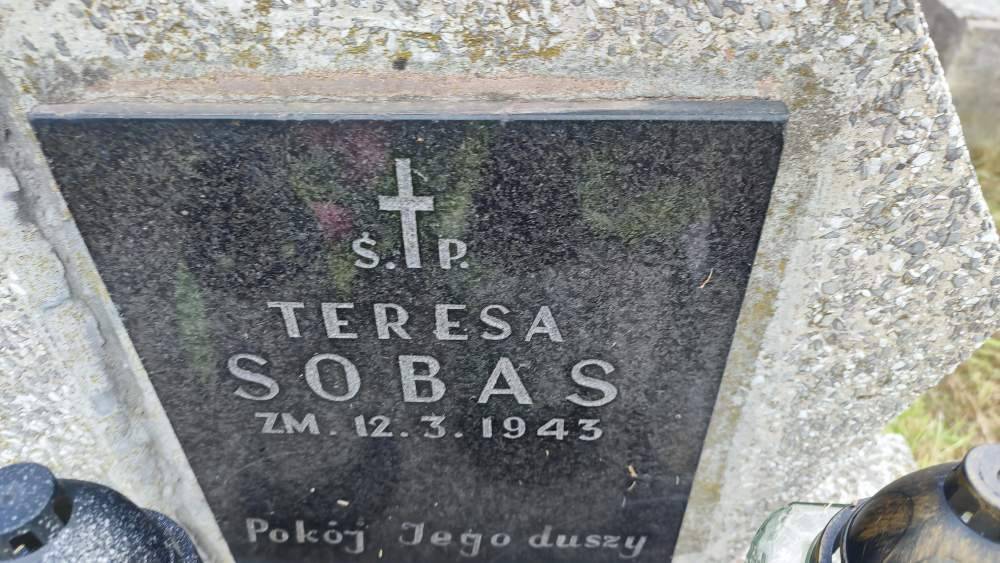 Ś. P.
TERESA
SOBAS
ZM. 12. 3. 1943
Pokój Jego duszy